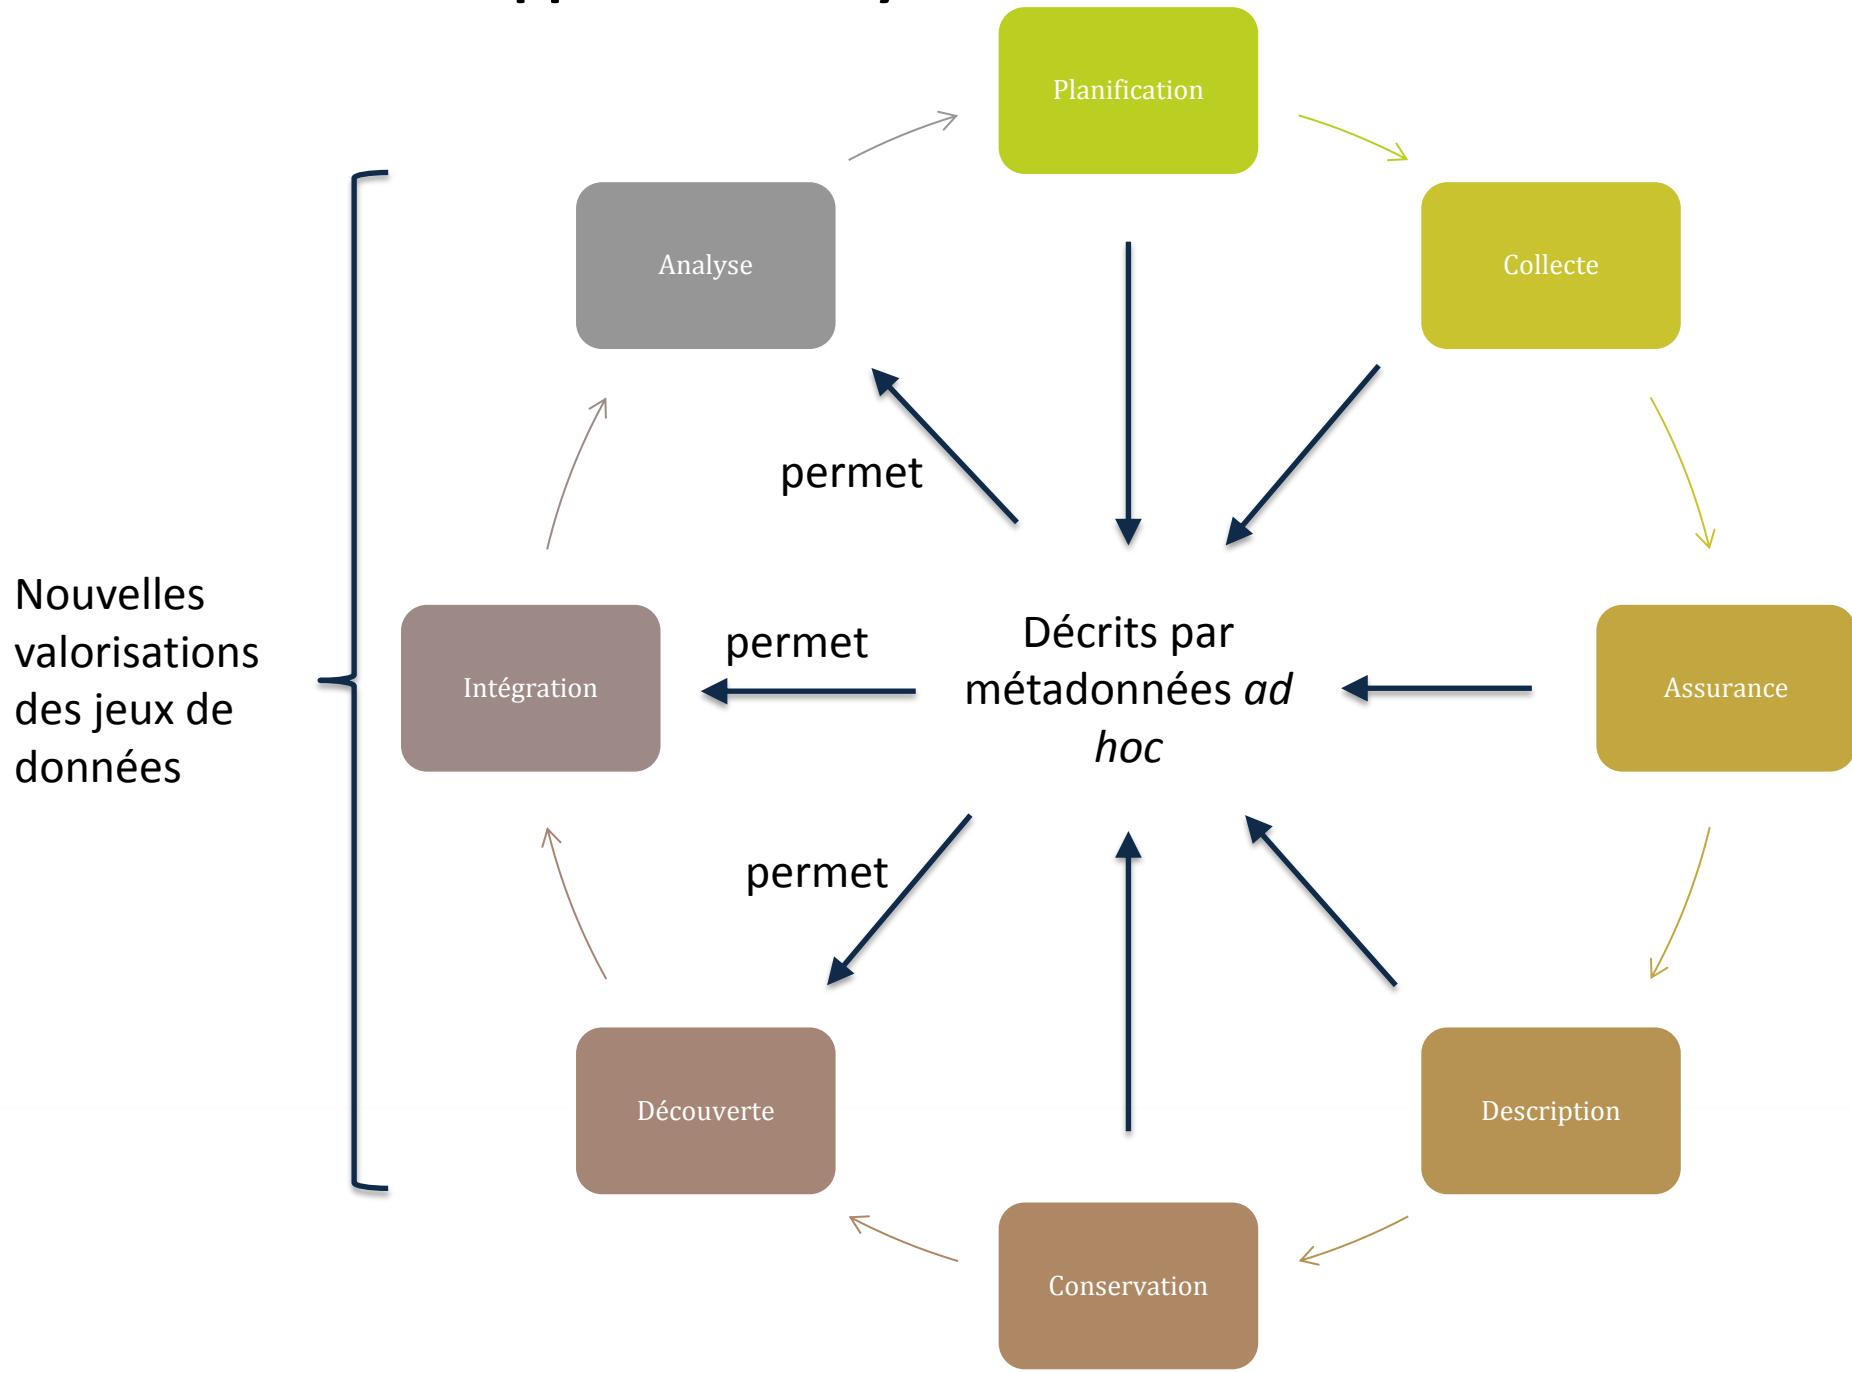 Planification
Analyse
Collecte
permet
Nouvelles
valorisations
des jeux de
données
Intégration
permet
Décrits par
métadonnées ad
hoc
Assurance
permet
Découverte
Description
Conservation